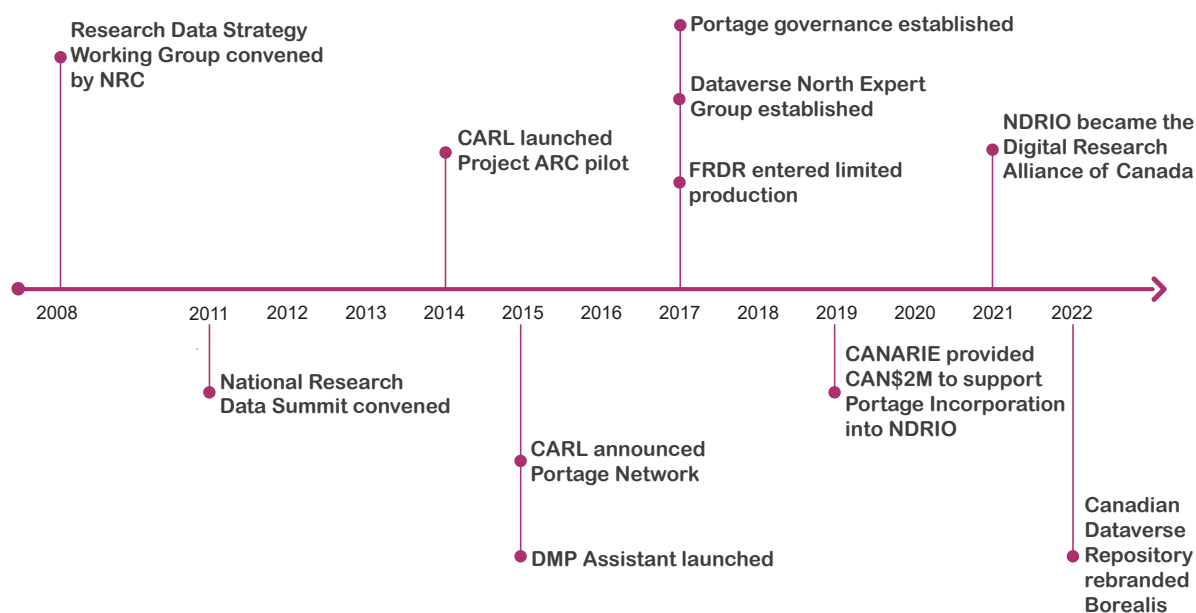 Research Data Strategy
Working Group convened
by NRC
CARL launched
Project ARC pilot
Portage governance established
Dataverse North Expert
Group established
FRDR entered limited
production
NDRIO became the
Digital Research
Alliance of Canada
2008
2011
2012
2013
2014
2015
2016
2017
2018
2019
2020
2021
2022
National Research
Data Summit convened
CARL announced
Portage Network
DMP Assistant launched
CANARIE provided
CAN$2M to support
Portage Incorporation
into NDRIO
Canadian
Dataverse
Repository
rebranded
Borealis